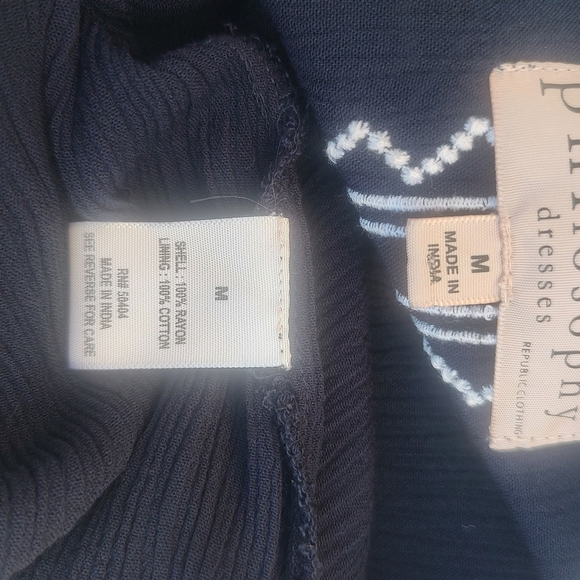 M
SHELL : 100% RAYON
LINING : 100% COTTON
RN# 58404
MADE IN INDIA
SEE REVERSE FOR CARE
philosophy
dresses
REPUBLIC CLOTHING
M
MADE IN
INDIA